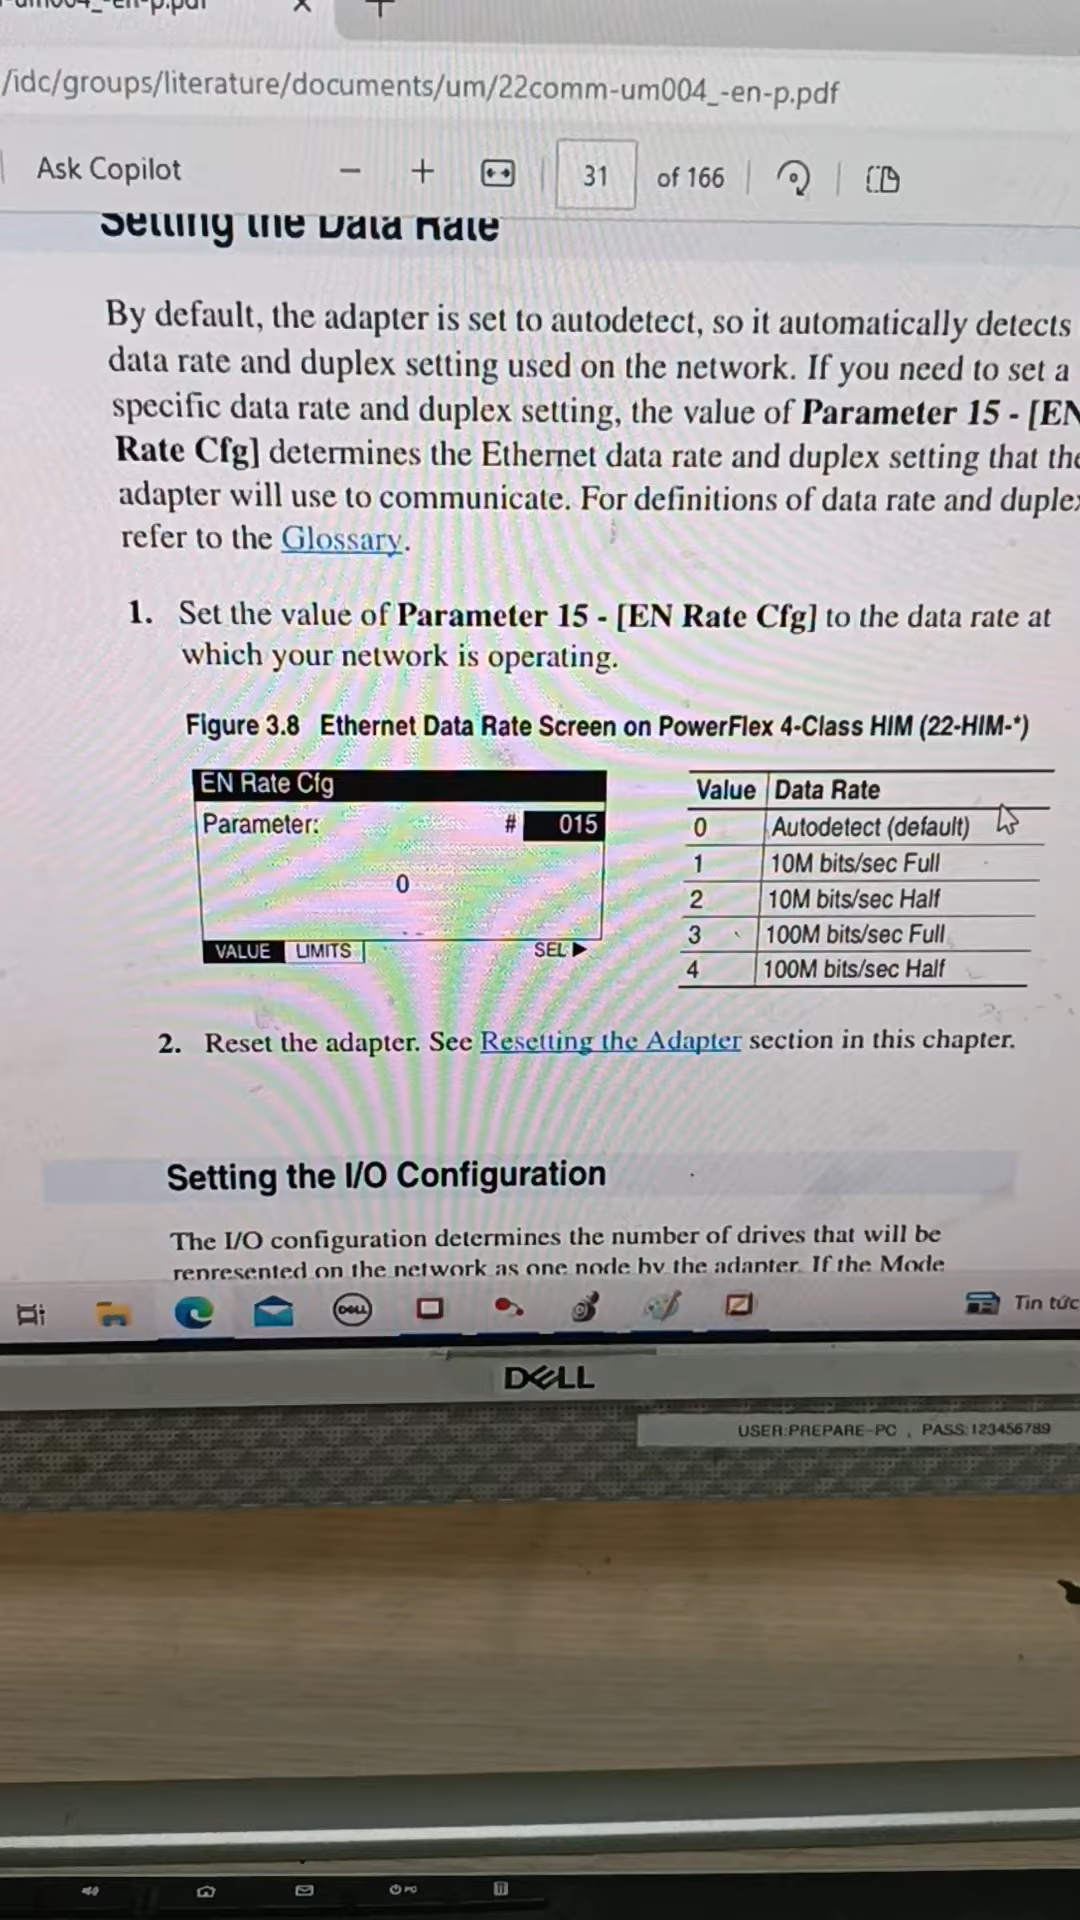 /idc/groups/literature/documents/um/22comm-um004_-en-p.pdf
Ask Copilot
31 of 166
Setting the Data Rate
By default, the adapter is set to autodetect, so it automatically detects
data rate and duplex setting used on the network. If you need to set a
specific data rate and duplex setting, the value of Parameter 15 - [EN
Rate Cfg] determines the Ethernet data rate and duplex setting that the
adapter will use to communicate. For definitions of data rate and duplex
refer to the Glossary.
1. Set the value of Parameter 15 - [EN Rate Cfg] to the data rate at
which your network is operating.
Figure 3.8 Ethernet Data Rate Screen on PowerFlex 4-Class HIM (22-HIM-*)
EN Rate Cfg
Parameter: # 015
0
VALUE LIMITS SEL
Value Data Rate
0 Autodetect (default)
1 10M bits/sec Full
2 10M bits/sec Half
3 100M bits/sec Full
4 100M bits/sec Half
2. Reset the adapter. See Resetting the Adapter section in this chapter.
Setting the I/O Configuration
The I/O configuration determines the number of drives that will be
represented on the network as one node by the adapter. If the Mode
DELL
Tin tức
DELL
USER:PREPARE-PC , PASS:123456789